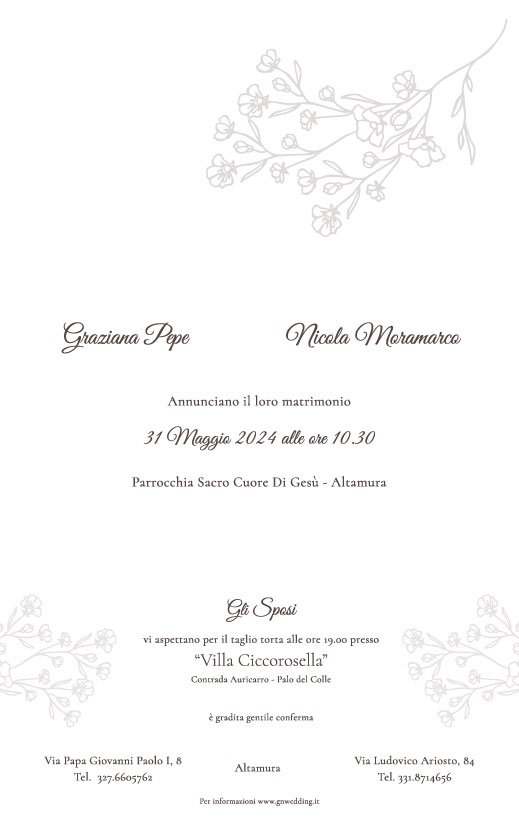 Graziana Pepe
Nicola Moramarco
Annunciano il loro matrimonio
31 Maggio 2024 alle ore 10.30
Parrocchia Sacro Cuore Di Gesù - Altamura
Gli Sposi
vi aspettano per il taglio torta alle ore 19.00 presso
“Villa Ciccorosella”
Contrada Auricarro - Palo del Colle
è gradita gentile conferma
Via Papa Giovanni Paolo I, 8
Tel. 327.6605762
Altamura
Via Ludovico Ariosto, 84
Tel. 331.8714656
Per informazioni www.gnwedding.it